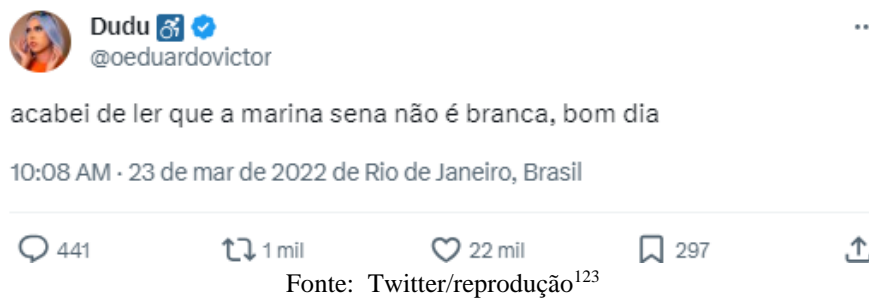 Dudu
@oeduardovictor
acabei de ler que a marina sena não é branca, bom dia
10:08 AM · 23 de mar de 2022 de Rio de Janeiro, Brasil
441 1 mil 22 mil 297
Fonte: Twitter/reprodução¹²³